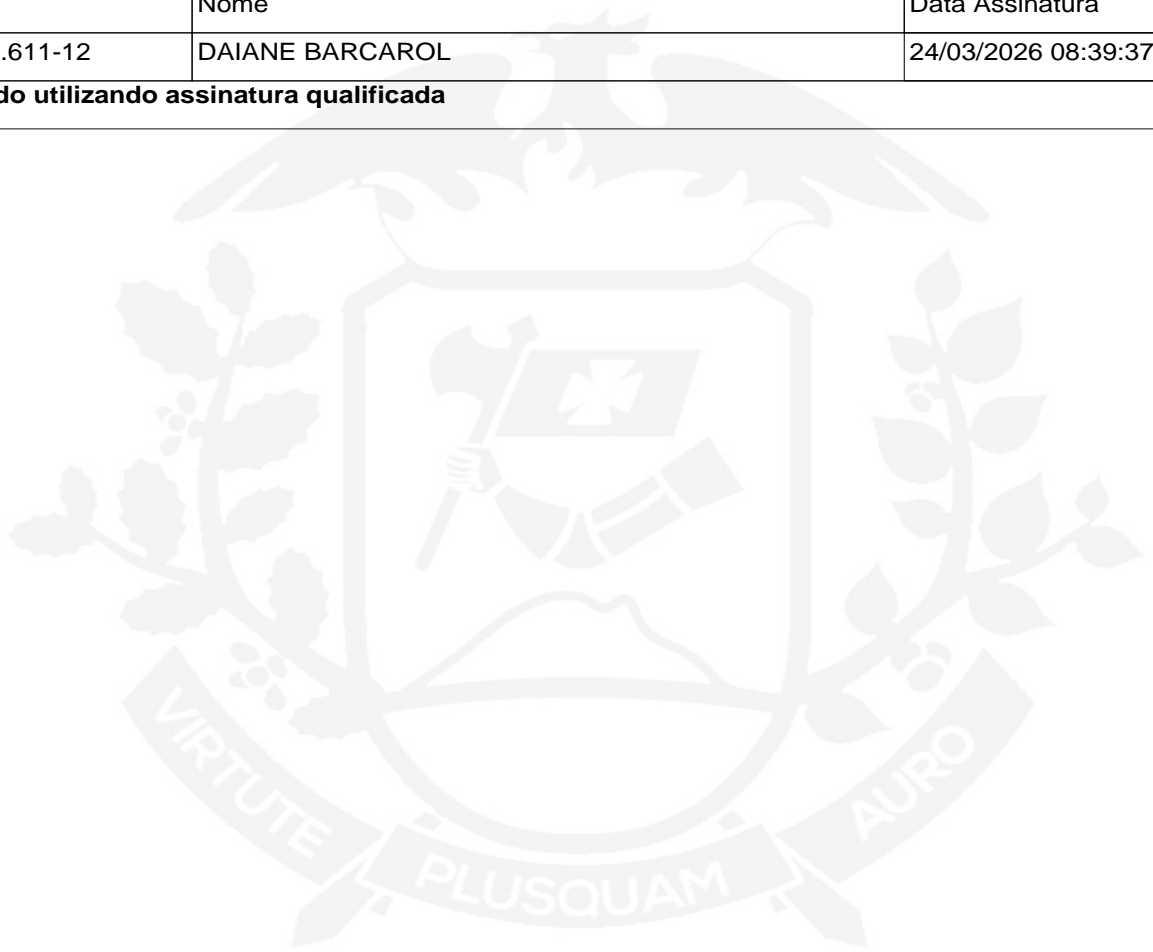 Nome Data Assinatura
.611-12 DAIANE BARCAROL 24/03/2026 08:39:37
do utilizando assinatura qualificada
VIRTUTE PLUSQUAM AURO